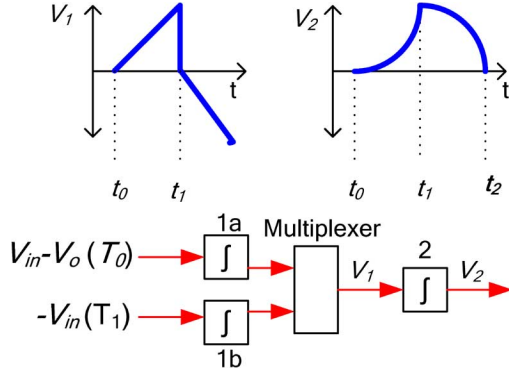 V1
t
t0
t1
V2
t
t0
t1
t2
1a
Multiplexer
Vin-Vo (T0)
∫
V1
2
∫
V2
-Vin(T1)
∫
1b